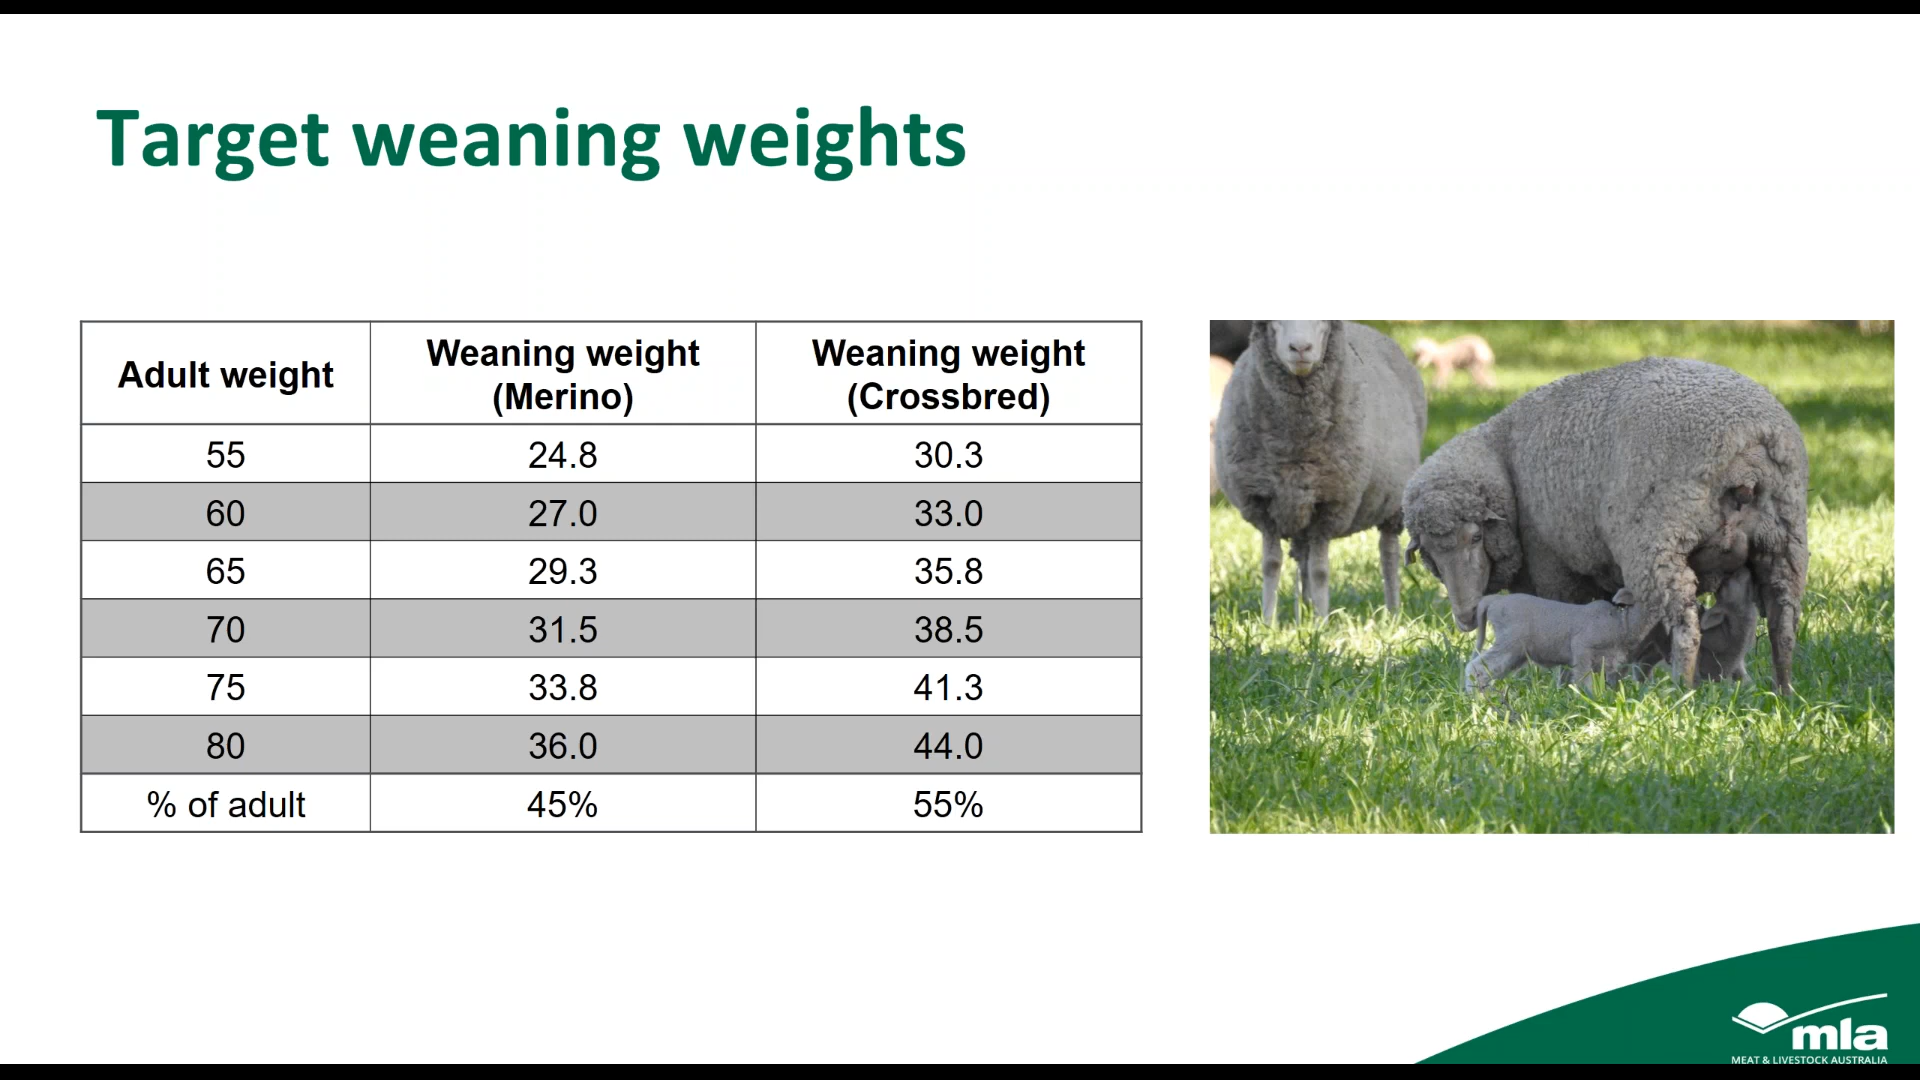 Target weaning weights
Adult weight
Weaning weight
(Merino)
Weaning weight
(Crossbred)
55 24.8 30.3
60 27.0 33.0
65 29.3 35.8
70 31.5 38.5
75 33.8 41.3
80 36.0 44.0
% of adult 45% 55%
mla
MEAT & LIVESTOCK AUSTRALIA